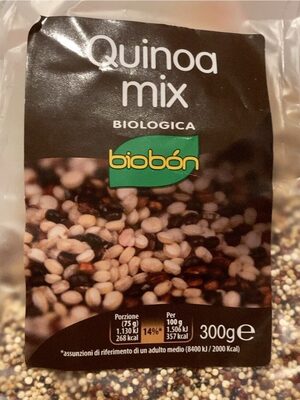 Quinoa
mix
BIOLOGICA
biobón
Porzione
(75 g)
1.130 kJ
268 kcal
14%*
Per
100 g
1.506 kJ
357 kcal
300g e
*assunzioni di riferimento di un adulto medio (8400 kJ / 2000 Kcal)